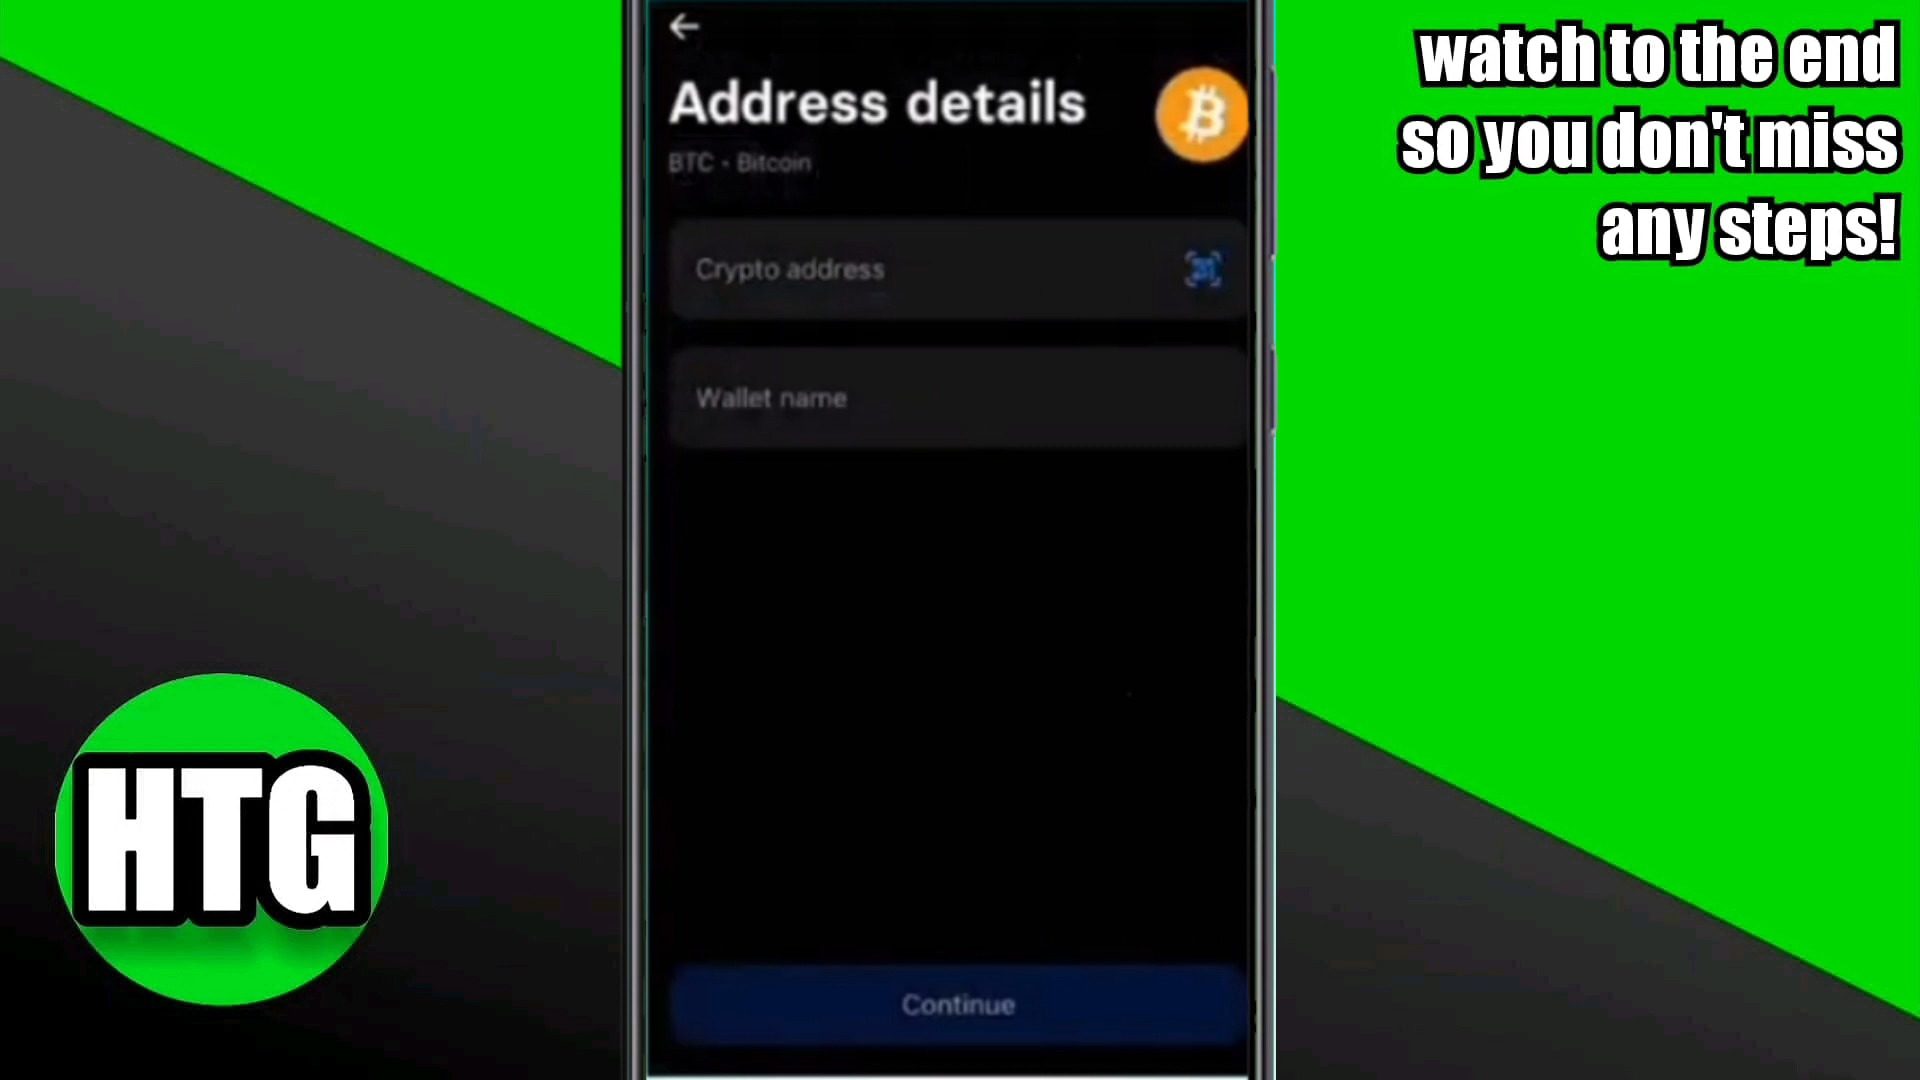 Address details
BTC • Bitcoin
Crypto address
Wallet name
Continue
watch to the end
so you don't miss
any steps!
HTG